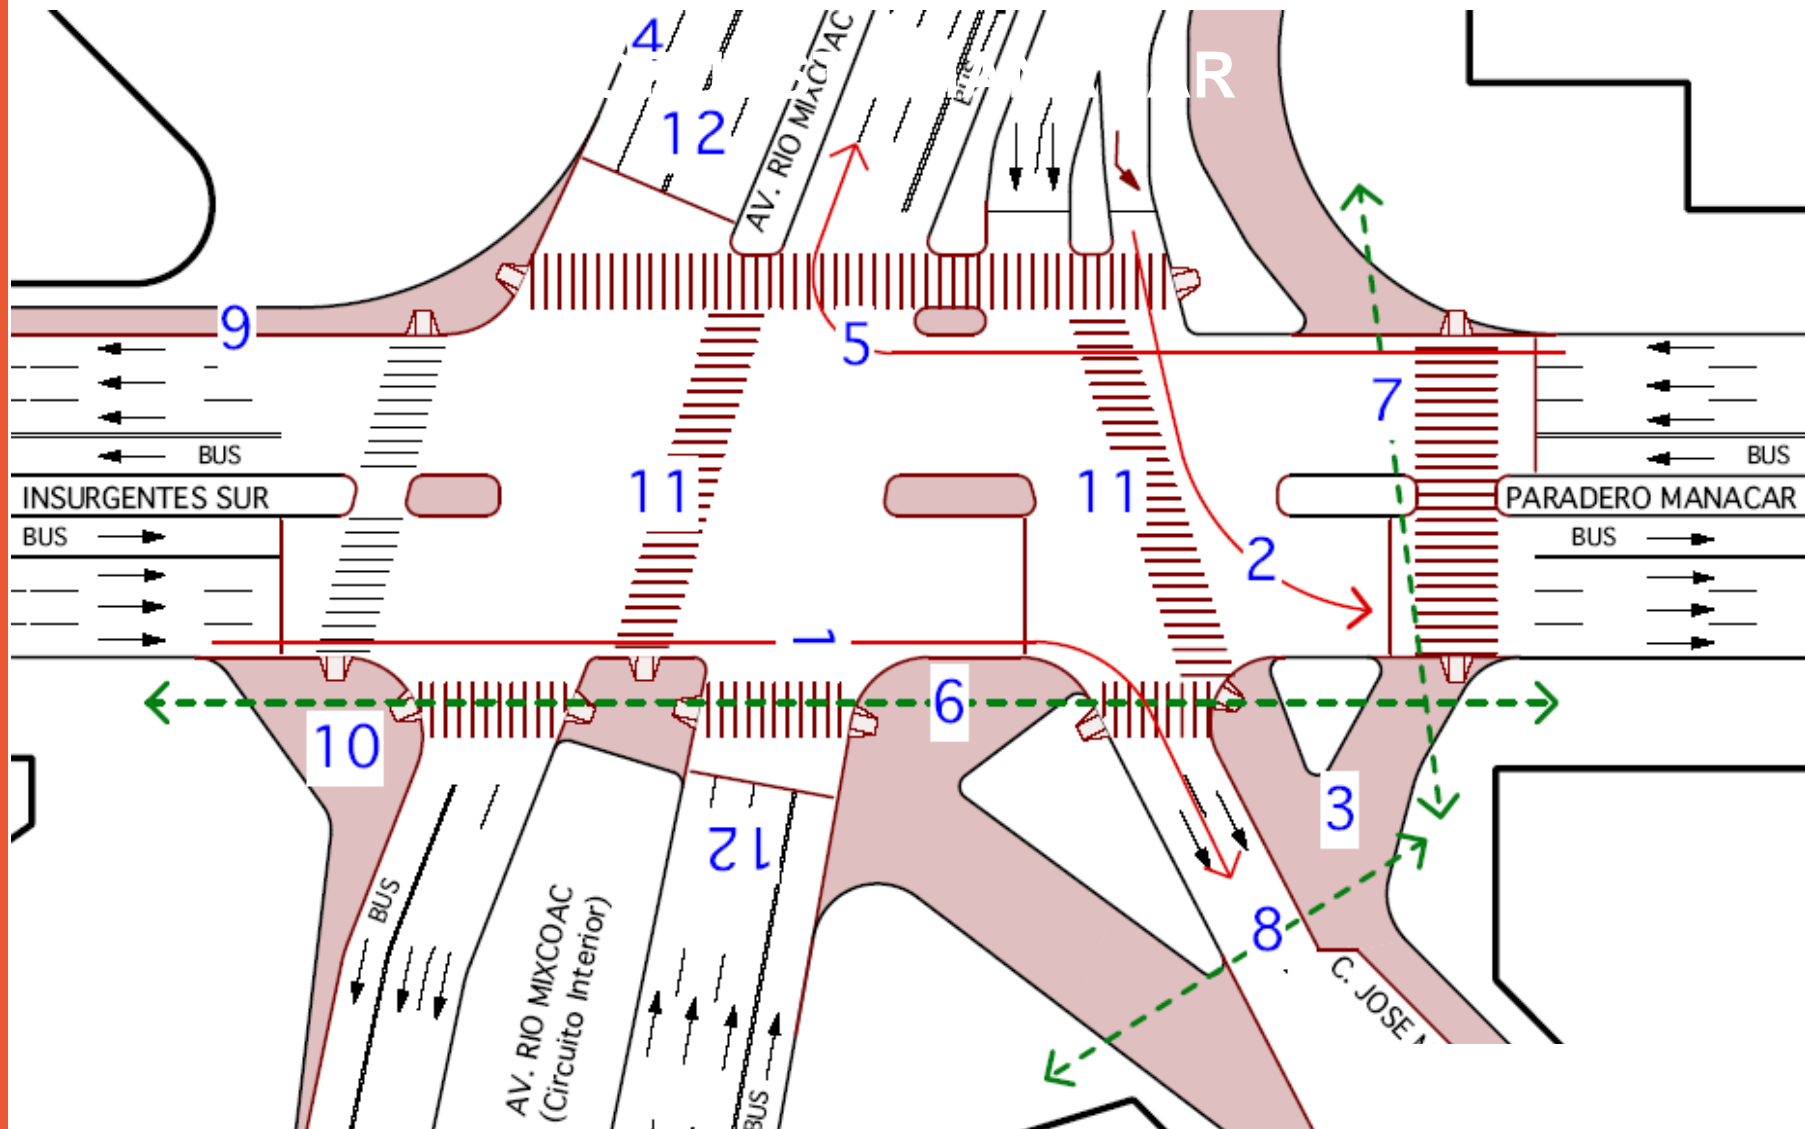 4
12
AV. RIO MIXCOAC
BUS
R
5
9
7
BUS
BUS
11
11
INSURGENTES SUR
PARADERO MANACAR
BUS
BUS
2
1
6
10
3
12
BUS
8
AV. RIO MIXCOAC
(Circuito Interior)
C. JOSE
BUS